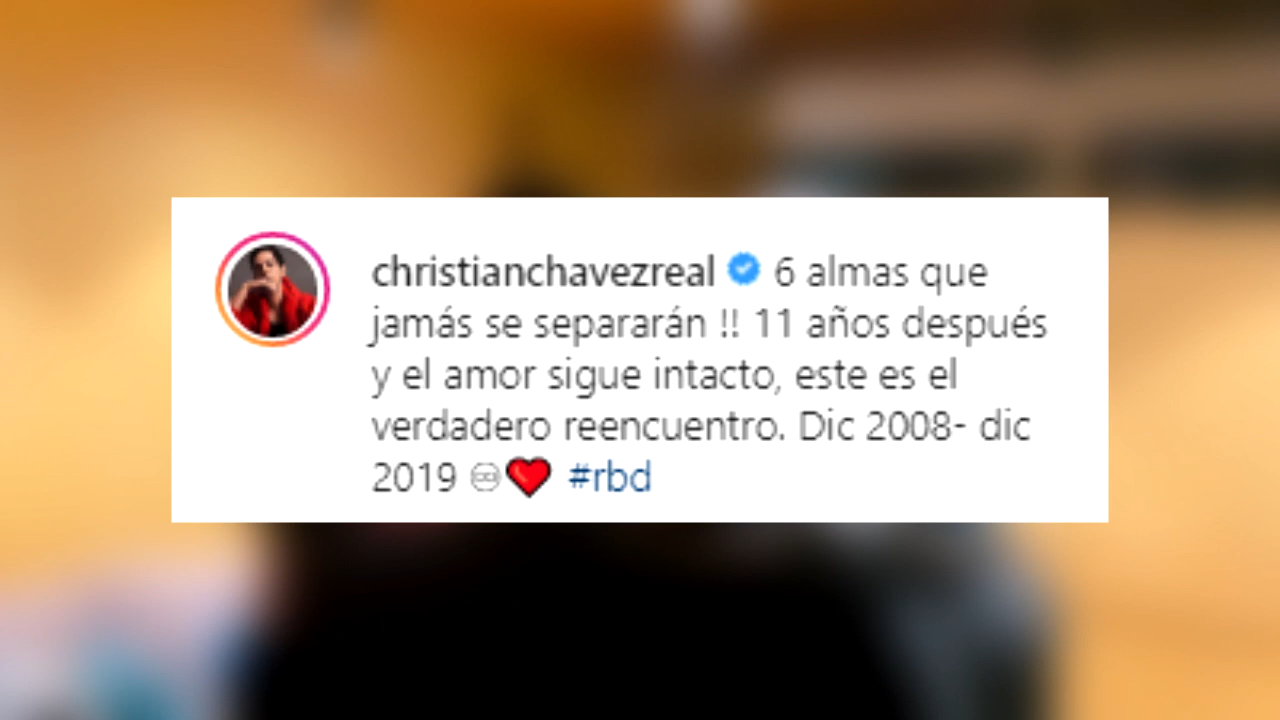 christianchavezreal 6 almas que
jamás se separarán !! 11 años después
y el amor sigue intacto, este es el
verdadero reencuentro. Dic 2008- dic
2019 ♾❤️ #rbd